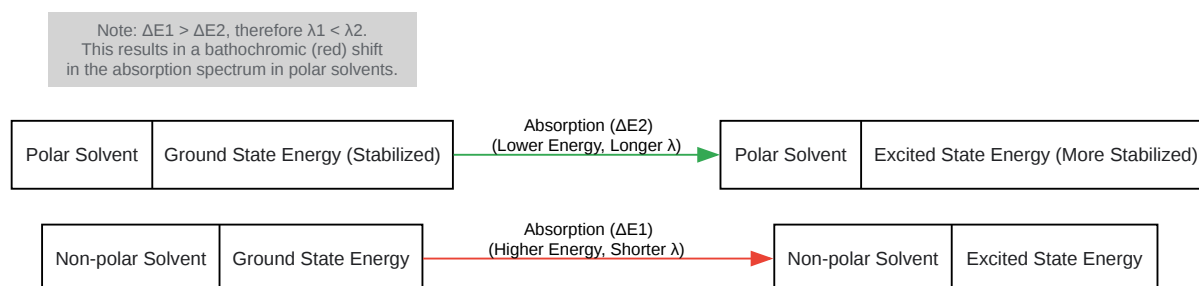 Note: ΔE1 > ΔE2, therefore λ1 < λ2.
This results in a bathochromic (red) shift
in the absorption spectrum in polar solvents.
Absorption (ΔE2)
(Lower Energy, Longer λ)
Polar Solvent Ground State Energy (Stabilized) Polar Solvent Excited State Energy (More Stabilized)
Absorption (ΔE1)
(Higher Energy, Shorter λ)
Non-polar Solvent Ground State Energy Non-polar Solvent Excited State Energy